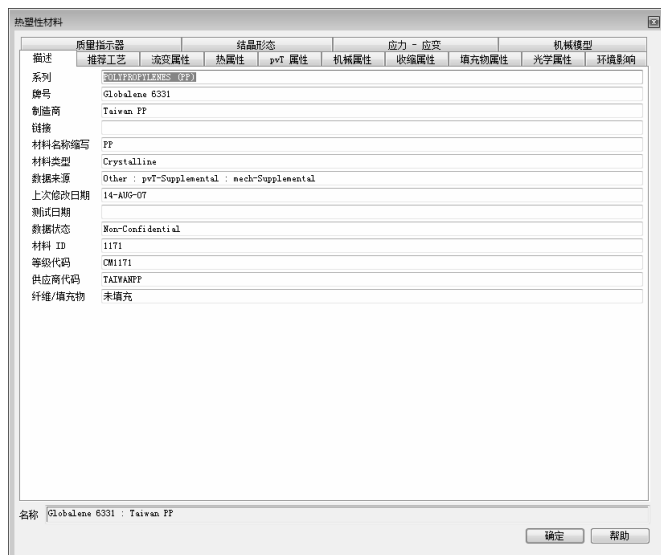 热塑性材料
质量指示器 结晶形态 应力 - 应变 机械模型
描述 推荐工艺 流变属性 热属性 pvT 属性 机械属性 收缩属性 填充物属性 光学属性 环境影响
系列 POLYPROPYLENES (PP)
牌号 Globalene 6331
制造商 Taiwan PP
链接
材料名称缩写 PP
材料类型 Crystalline
数据来源 Other : pvT-Supplemental : mech-Supplemental
上次修改日期 14-AUG-07
测试日期
数据状态 Non-Confidential
材料 ID 1171
等级代码 CM1171
供应商代码 TAIWANPP
纤维/填充物 未填充
名称 Globalene 6331 : Taiwan PP
确定 帮助